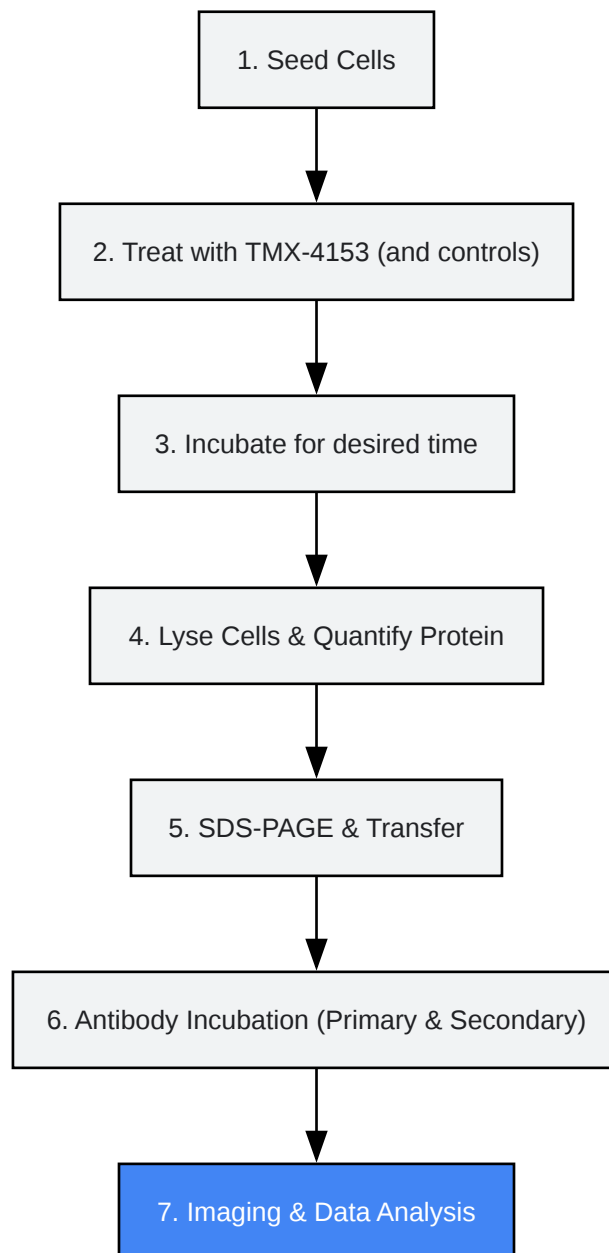 1. Seed Cells
2. Treat with TMX-4153 (and controls)
3. Incubate for desired time
4. Lyse Cells & Quantify Protein
5. SDS-PAGE & Transfer
6. Antibody Incubation (Primary & Secondary)
7. Imaging & Data Analysis